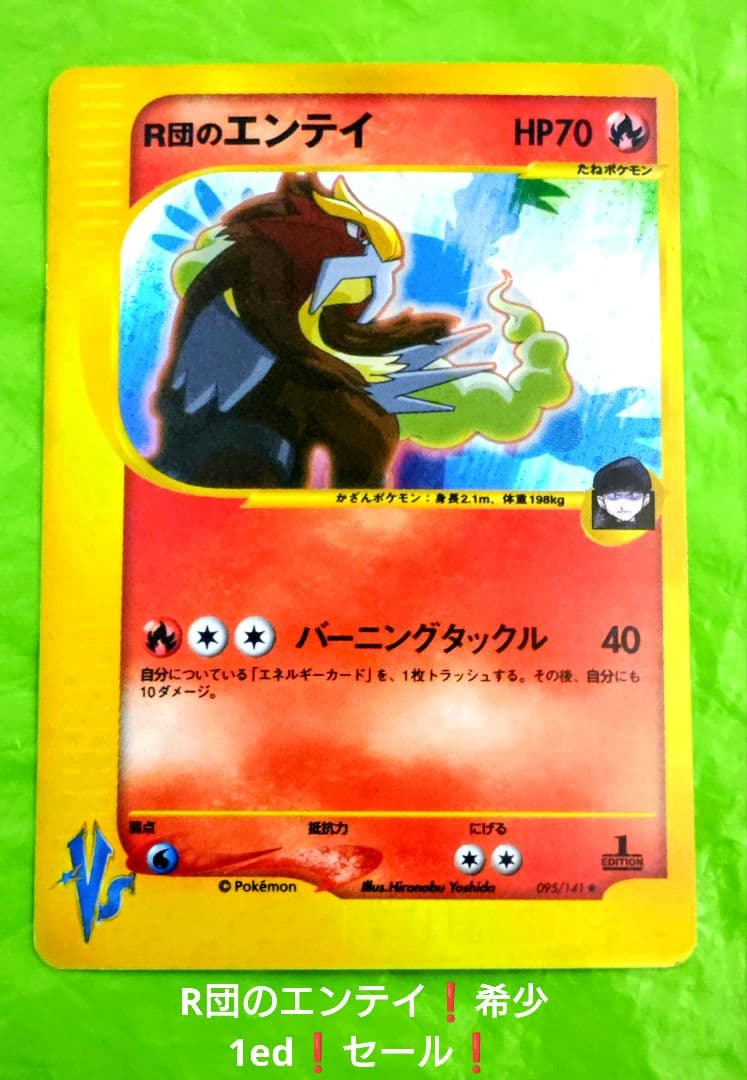 R団のエンテイ HP70
たねポケモン
かざんポケモン：身長2.1m、体重198kg
バーニングタックル 40
自分についている「エネルギーカード」を、1枚トラッシュする。その後、自分にも
10ダメージ。
弱点 抵抗力 にげる
1
EDITION
VS
©Pokémon Illus.Hironobu Yoshida 095/141★
R団のエンテイ❗希少
1ed❗セール❗